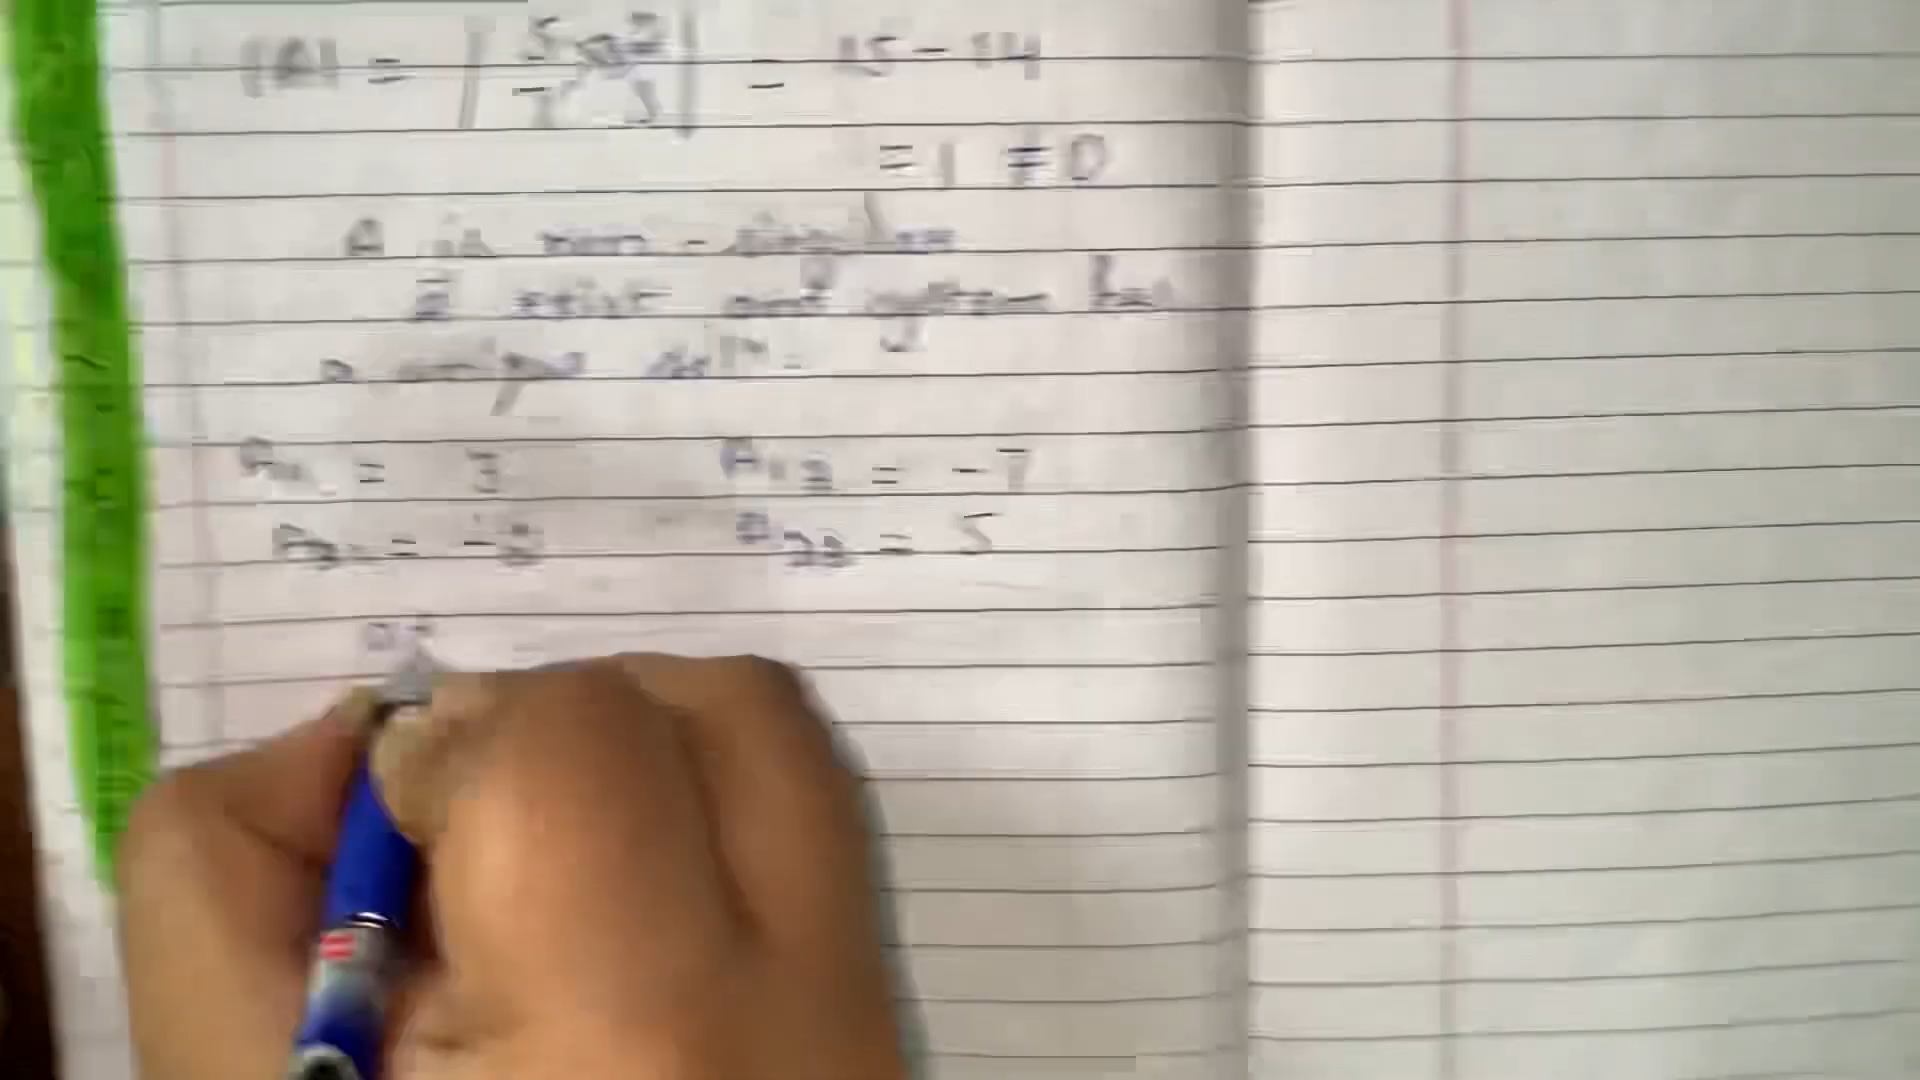 |A| = | 5 2 7 3 | = 15 - 14
= 1 ≠ 0
A is non-singular
exist and system has
a unique solⁿ.
A₁₁ = 3 A₁₂ = -7
A₂₁ = -2 A₂₂ = 5